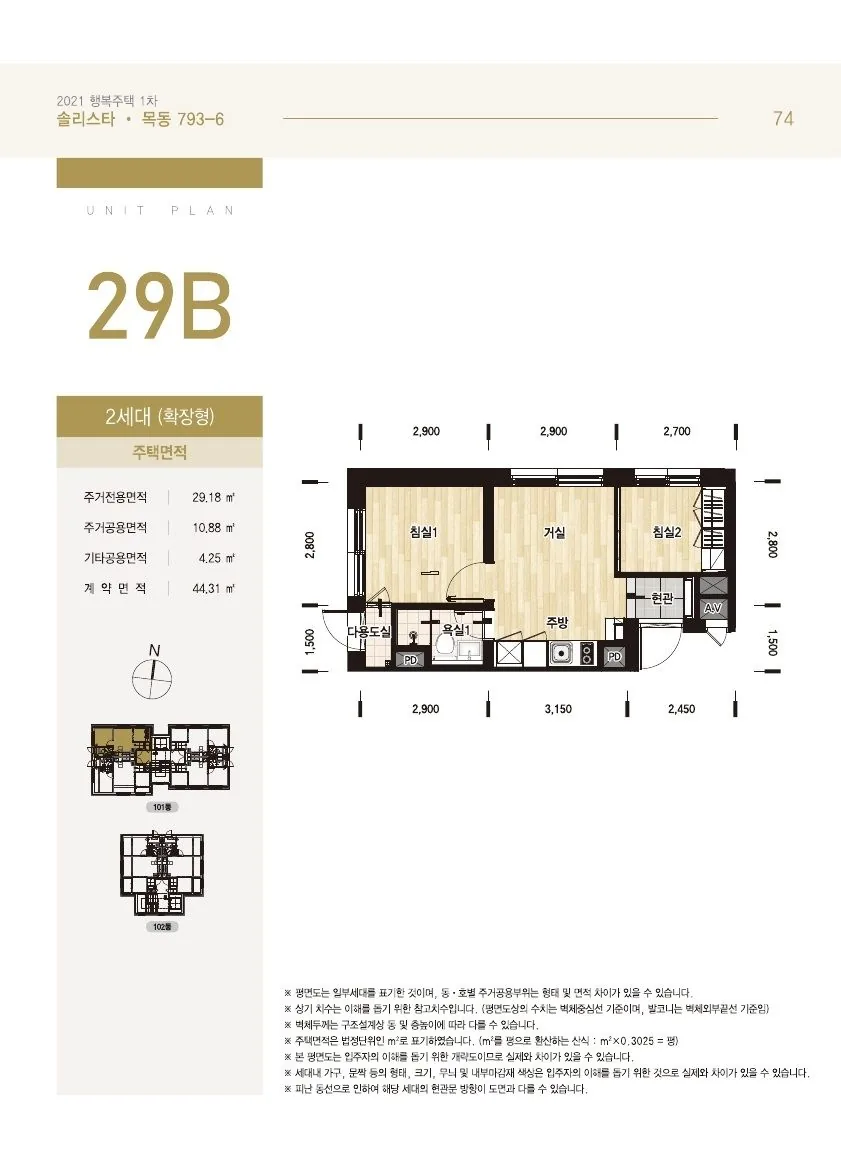 2021 행복주택 1차
솔리스타 • 목동 793-6
74
UNIT PLAN
29B
2세대 (확장형)
주택면적
주거전용면적 29.18 ㎡
주거공용면적 10.88 ㎡
기타공용면적 4.25 ㎡
계 약 면 적 44.31 ㎡
N
101동
102동
2,900 2,900 2,700
2,800
2,800
침실1 거실 침실2
현관
A.V
1,500
1,500
다용도실 욕실1 주방
PD PD
2,900 3,150 2,450
※ 평면도는 일부세대를 표기한 것이며, 동·호별 주거공용부위는 형태 및 면적 차이가 있을 수 있습니다.
※ 상기 치수는 이해를 돕기 위한 참고치수입니다. (평면도상의 수치는 벽체중심선 기준이며, 발코니는 벽체외부끝선 기준임)
※ 벽체두께는 구조설계상 동 및 층높이에 따라 다를 수 있습니다.
※ 주택면적은 법정단위인 m²로 표기하였습니다. (m²를 평으로 환산하는 산식 : m²×0.3025 = 평)
※ 본 평면도는 입주자의 이해를 돕기 위한 개략도이므로 실제와 차이가 있을 수 있습니다.
※ 세대내 가구, 문짝 등의 형태, 크기, 무늬 및 내부마감재 색상은 입주자의 이해를 돕기 위한 것으로 실제와 차이가 있을 수 있습니다.
※ 피난 동선으로 인하여 해당 세대의 현관문 방향이 도면과 다를 수 있습니다.